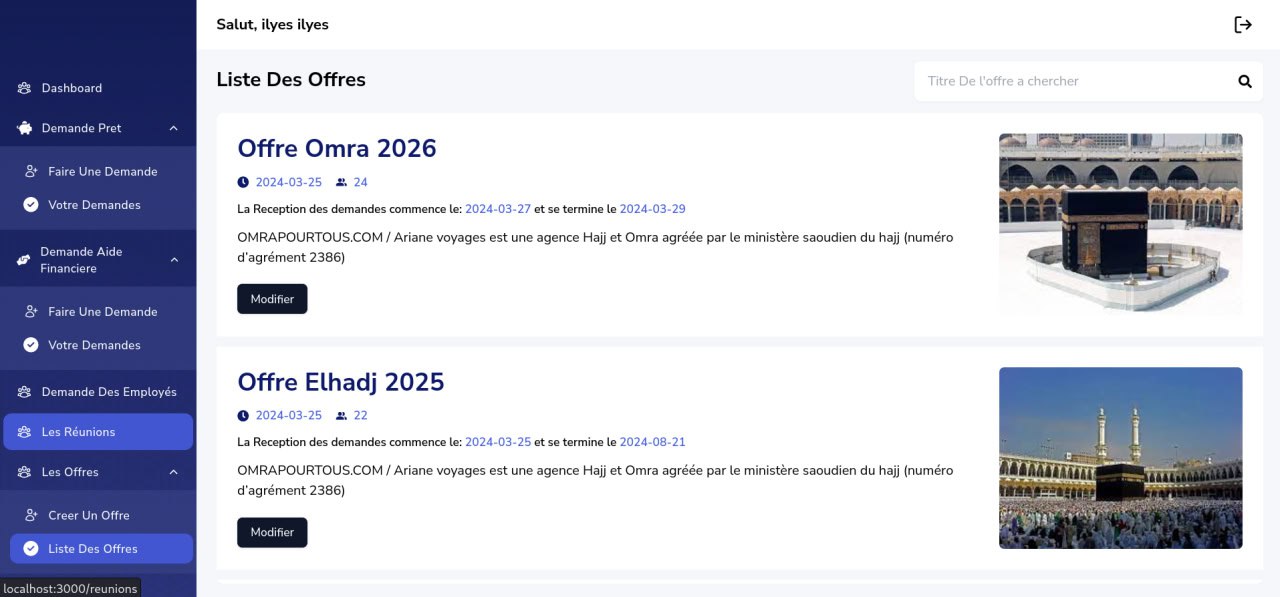 Salut, ilyes ilyes
Dashboard
Demande Pret
Faire Une Demande
Votre Demandes
Demande Aide
Financiere
Faire Une Demande
Votre Demandes
Demande Des Employés
Les Réunions
Les Offres
Creer Un Offre
Liste Des Offres
localhost:3000/reunions
Liste Des Offres
Titre De l'offre a chercher
Offre Omra 2026
2024-03-25 24
La Reception des demandes commence le: 2024-03-27 et se termine le 2024-03-29
OMRAPOURTOUS.COM / Ariane voyages est une agence Hajj et Omra agréée par le ministère saoudien du hajj (numéro
d’agrément 2386)
Modifier
Offre Elhadj 2025
2024-03-25 22
La Reception des demandes commence le: 2024-03-25 et se termine le 2024-08-21
OMRAPOURTOUS.COM / Ariane voyages est une agence Hajj et Omra agréée par le ministère saoudien du hajj (numéro
d’agrément 2386)
Modifier